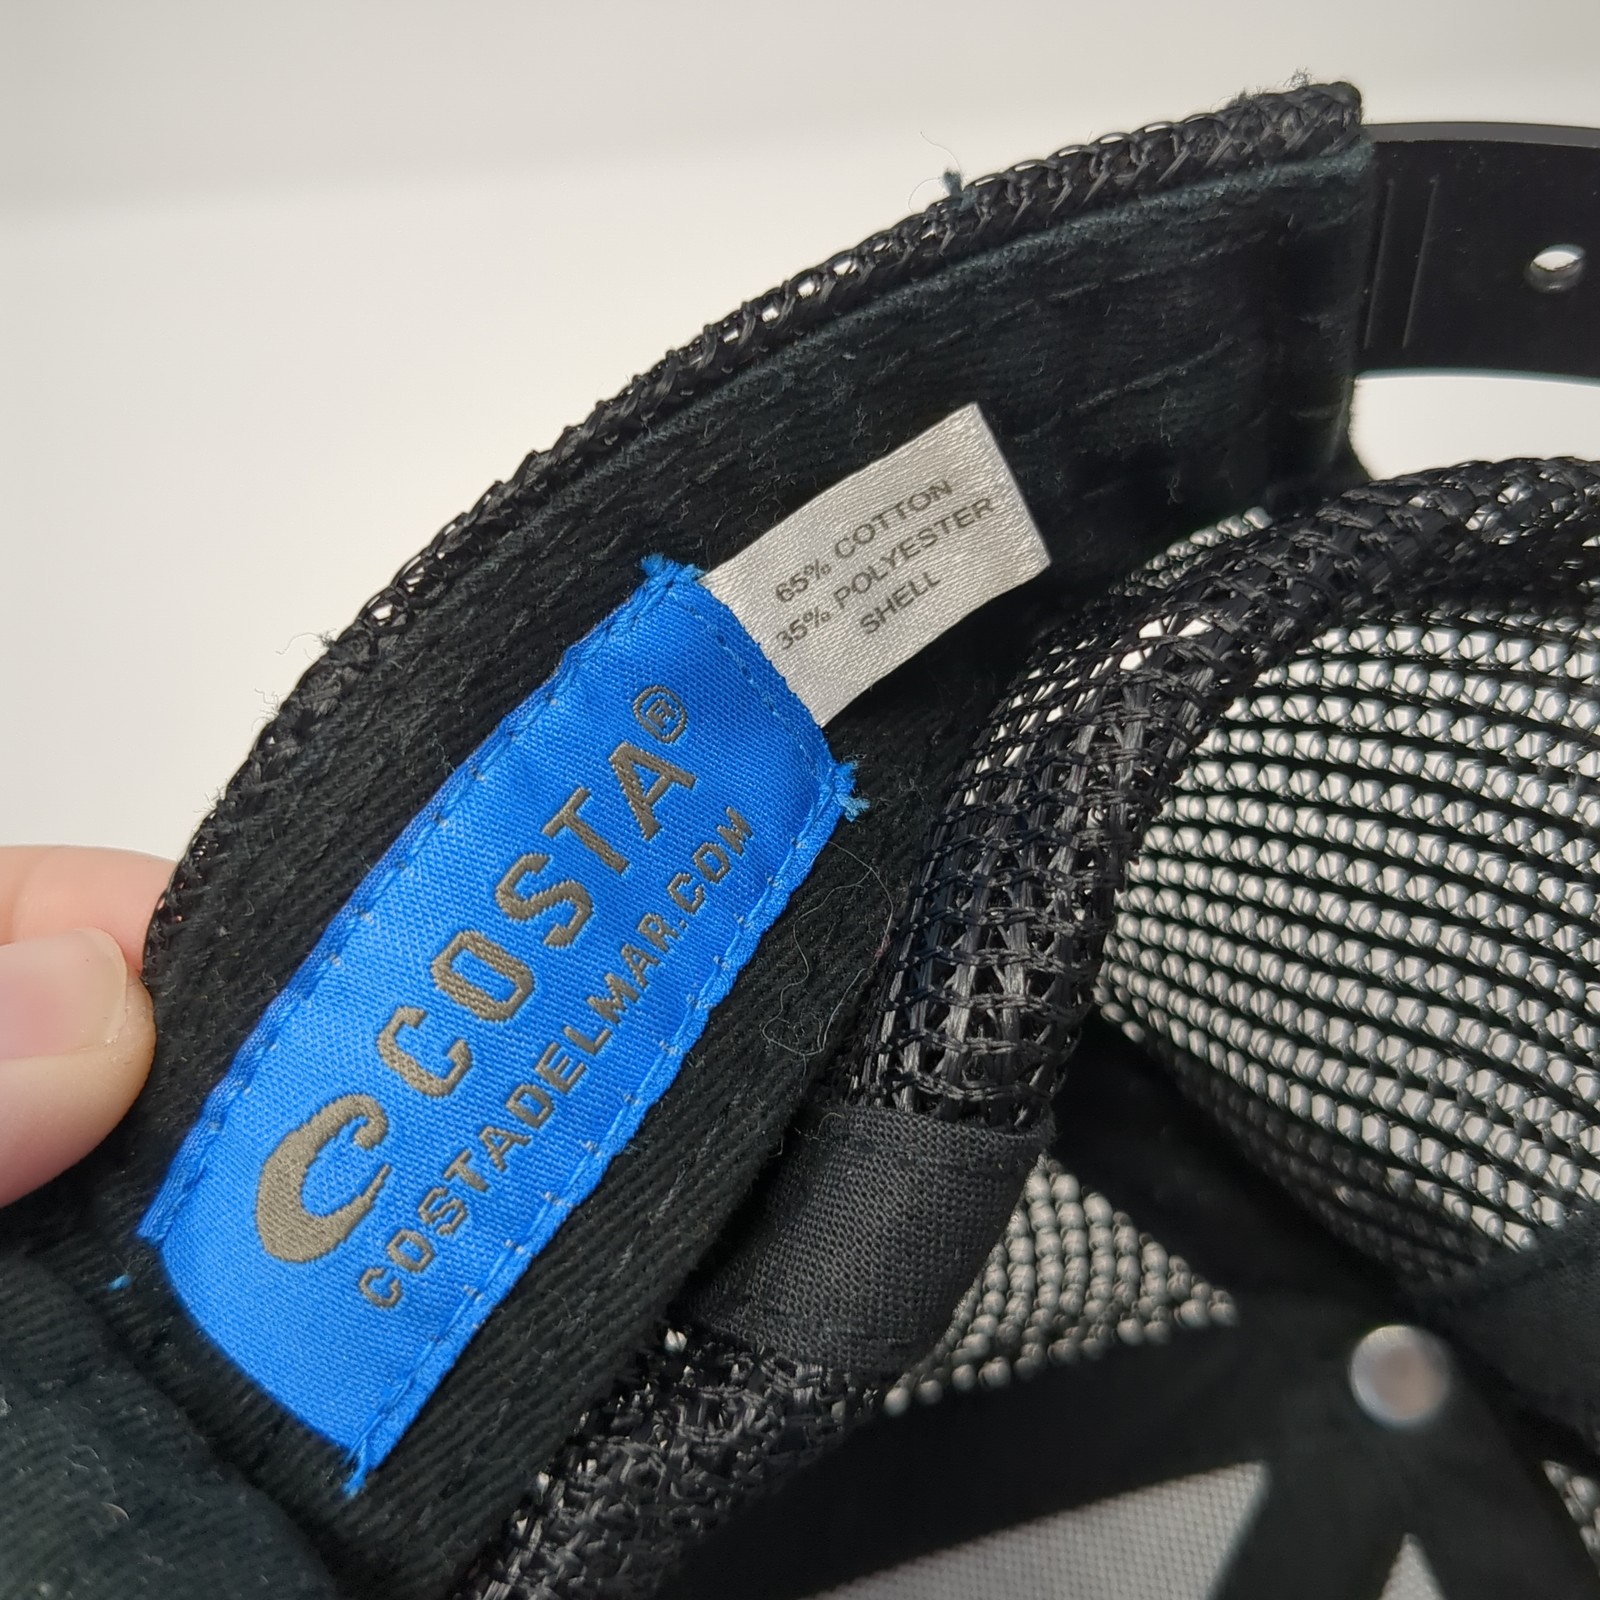 65% COTTON
35% POLYESTER
SHELL
C COSTA®
COSTADELMAR.COM